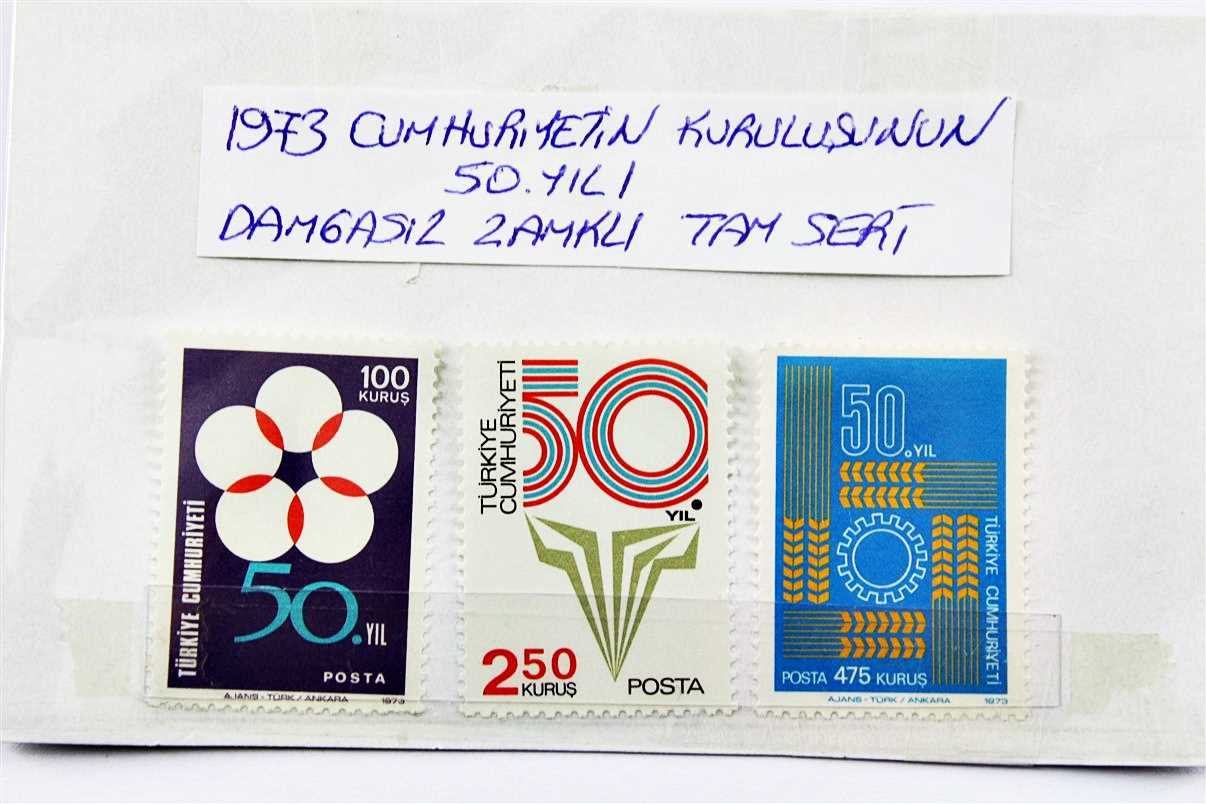 1973 CUMHURİYETİN KURULUŞUNUN
50.YILI
DAMGASIZ ZAMKLI TAM SERİ
100
KURUŞ
TÜRKİYE CUMHURİYETİ
50.YIL
POSTA
AJANS-TÜRK/ANKARA 1973
TÜRKİYE
CUMHURİYETİ
50
YIL.
250
KURUŞ
POSTA
50.YIL
TÜRKİYE CUMHURİYETİ
POSTA 475 KURUŞ
AJANS-TÜRK/ANKARA 1973